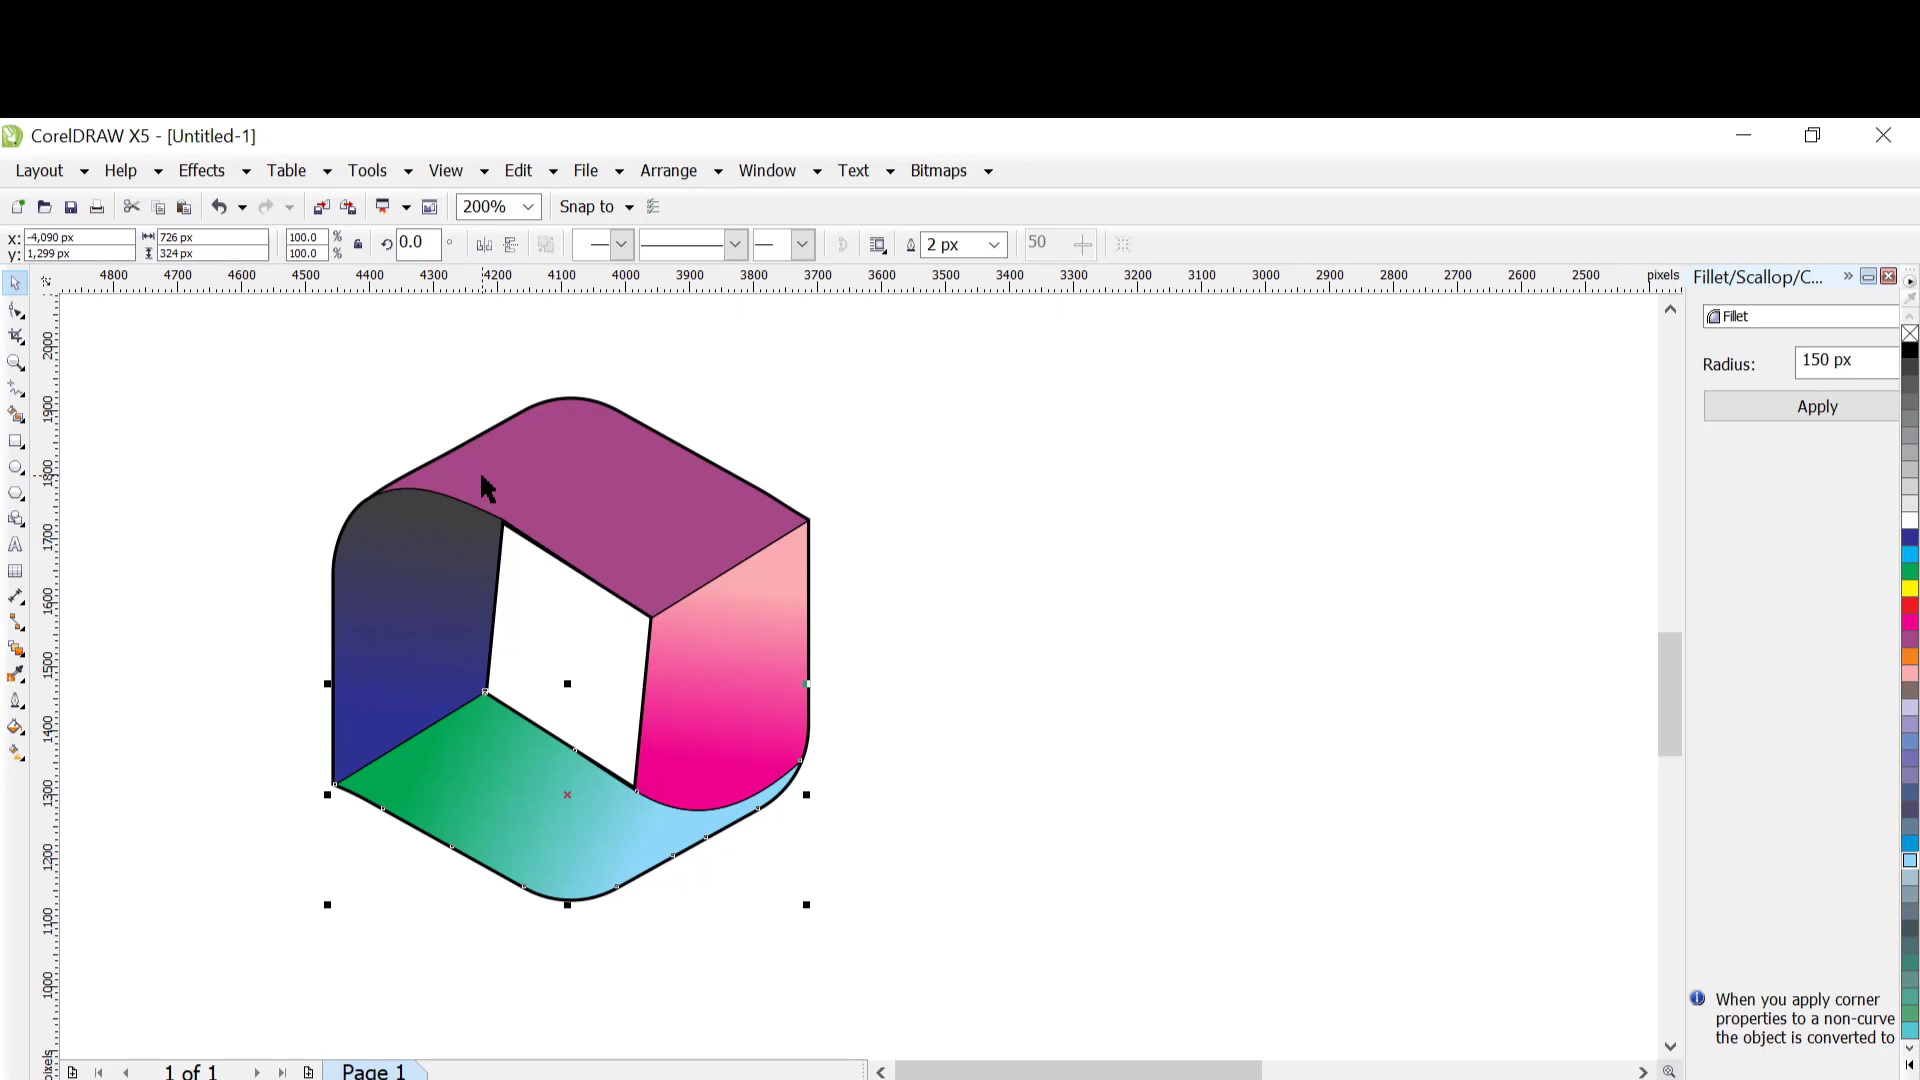 CorelDRAW X5 - [Untitled-1]
Layout Help Effects Table Tools View Edit File Arrange Window Text Bitmaps
200% Snap to
x: -4,090 px 726 px 100.0 % 0.0 ° 2 px 50
y: 1,299 px 324 px 100.0 %
4800 4700 4600 4500 4400 4300 4200 4100 4000 3900 3800 3700 3600 3500 3400 3300 3200 3100 3000 2900 2800 2700 2600 2500 pixels
2000
1900
1800
1700
1600
1500
1400
1300
1200
1100
1000
pixels
Fillet/Scallop/C...
Fillet
Radius: 150 px
Apply
When you apply corner
properties to a non-curve
the object is converted to
1 of 1 Page 1